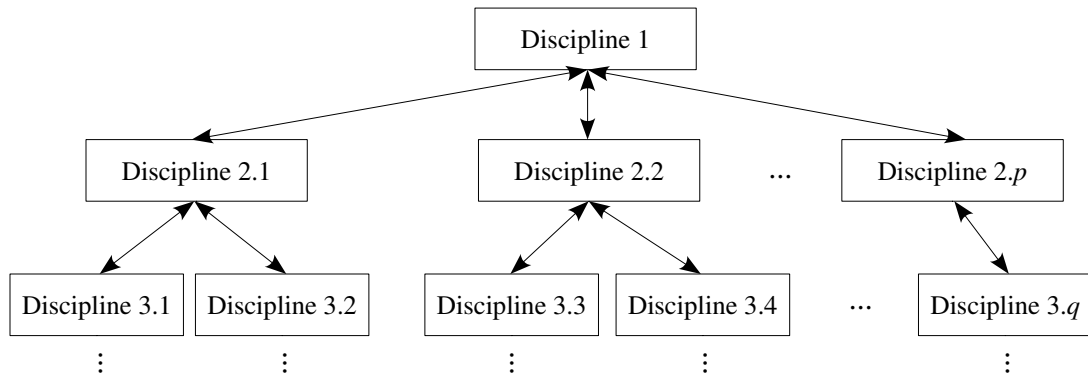 Discipline 1
Discipline 2.1 Discipline 2.2 ... Discipline 2.p
Discipline 3.1 Discipline 3.2 Discipline 3.3 Discipline 3.4 ... Discipline 3.q
⋮ ⋮ ⋮ ⋮ ⋮